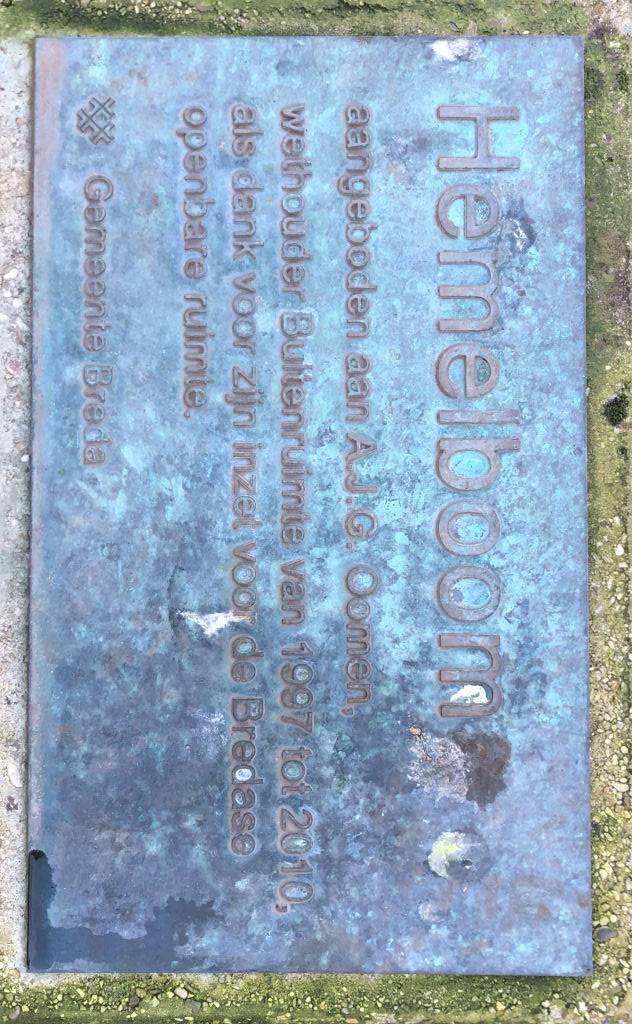 Hemelboom
aangeboden aan A.J.G. Oomen,
wethouder Buitenruimte van 1997 tot 2010,
als dank voor zijn inzet voor de Bredase
openbare ruimte.
Gemeente Breda